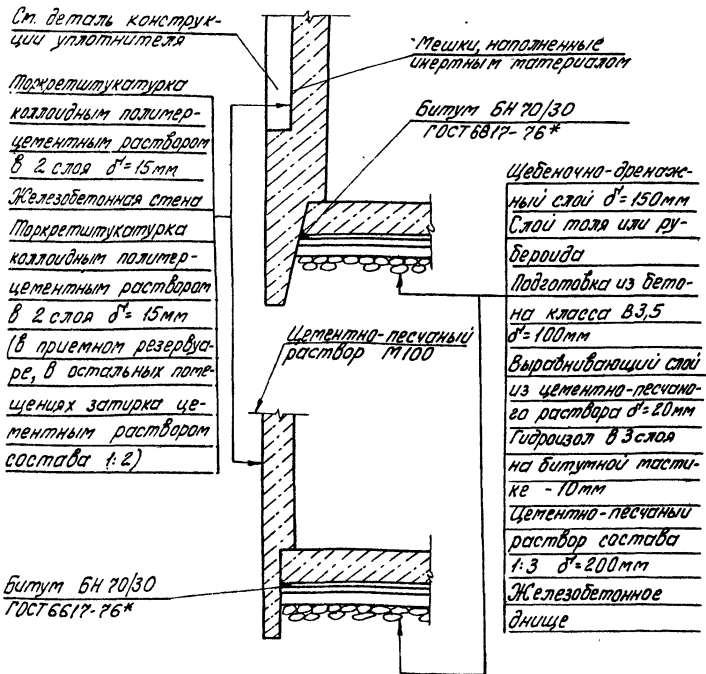 См. деталь конструк-
ции уплотнителя
Торкретштукатурка
коллоидным полимер-
цементным раствором
в 2 слоя δ=15мм
Железобетонная стена
Торкретштукатурка
коллоидным полимер-
цементным раствором
в 2 слоя δ=15мм
(в приемном резервуа-
ре, в остальных поме-
щениях затирка це-
ментным раствором
состава 1:2)
Битум БН 70/30
ГОСТ 6617-76*
Мешки, наполненные
инертным материалом
Битум БН 70/30
ГОСТ 6817-76*
Цементно-песчаный
раствор М100
Щебеночно-дренаж-
ный слой δ=150мм
Слой толя или ру-
бероида
Подготовка из бето-
на класса В3,5
δ=100мм
Выравнивающий слой
из цементно-песчано-
го раствора δ=20мм
Гидроизол в 3 слоя
на битумной масти-
ке -10мм
Цементно-песчаный
раствор состава
1:3 δ=200мм
Железобетонное
днище